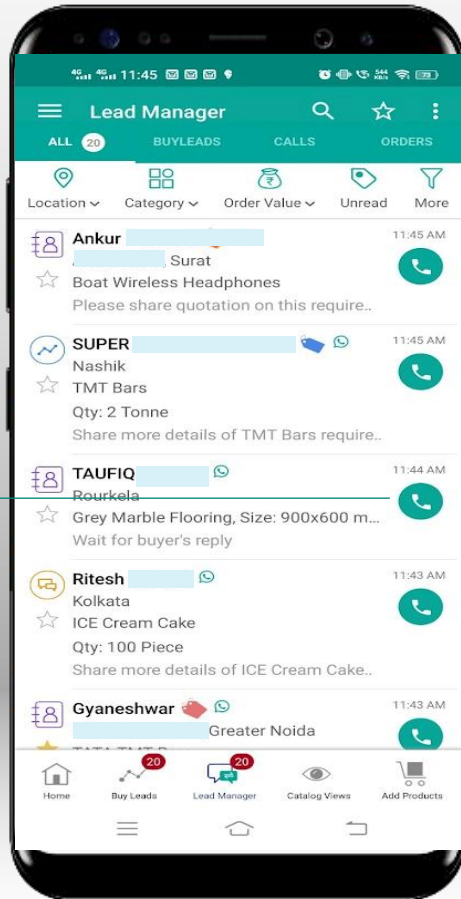 4G 4G 11:45 544 KB/s 73
Lead Manager
ALL 20 BUYLEADS CALLS ORDERS
Location Category Order Value Unread More
Ankur 11:45 AM
, Surat
Boat Wireless Headphones
Please share quotation on this require..
SUPER 11:45 AM
Nashik
TMT Bars
Qty: 2 Tonne
Share more details of TMT Bars require..
TAUFIQ 11:44 AM
Rourkela
Grey Marble Flooring, Size: 900x600 m...
Wait for buyer's reply
Ritesh 11:43 AM
Kolkata
ICE Cream Cake
Qty: 100 Piece
Share more details of ICE Cream Cake..
Gyaneshwar 11:43 AM
Greater Noida
20 20
Home Buy Leads Lead Manager Catalog Views Add Products